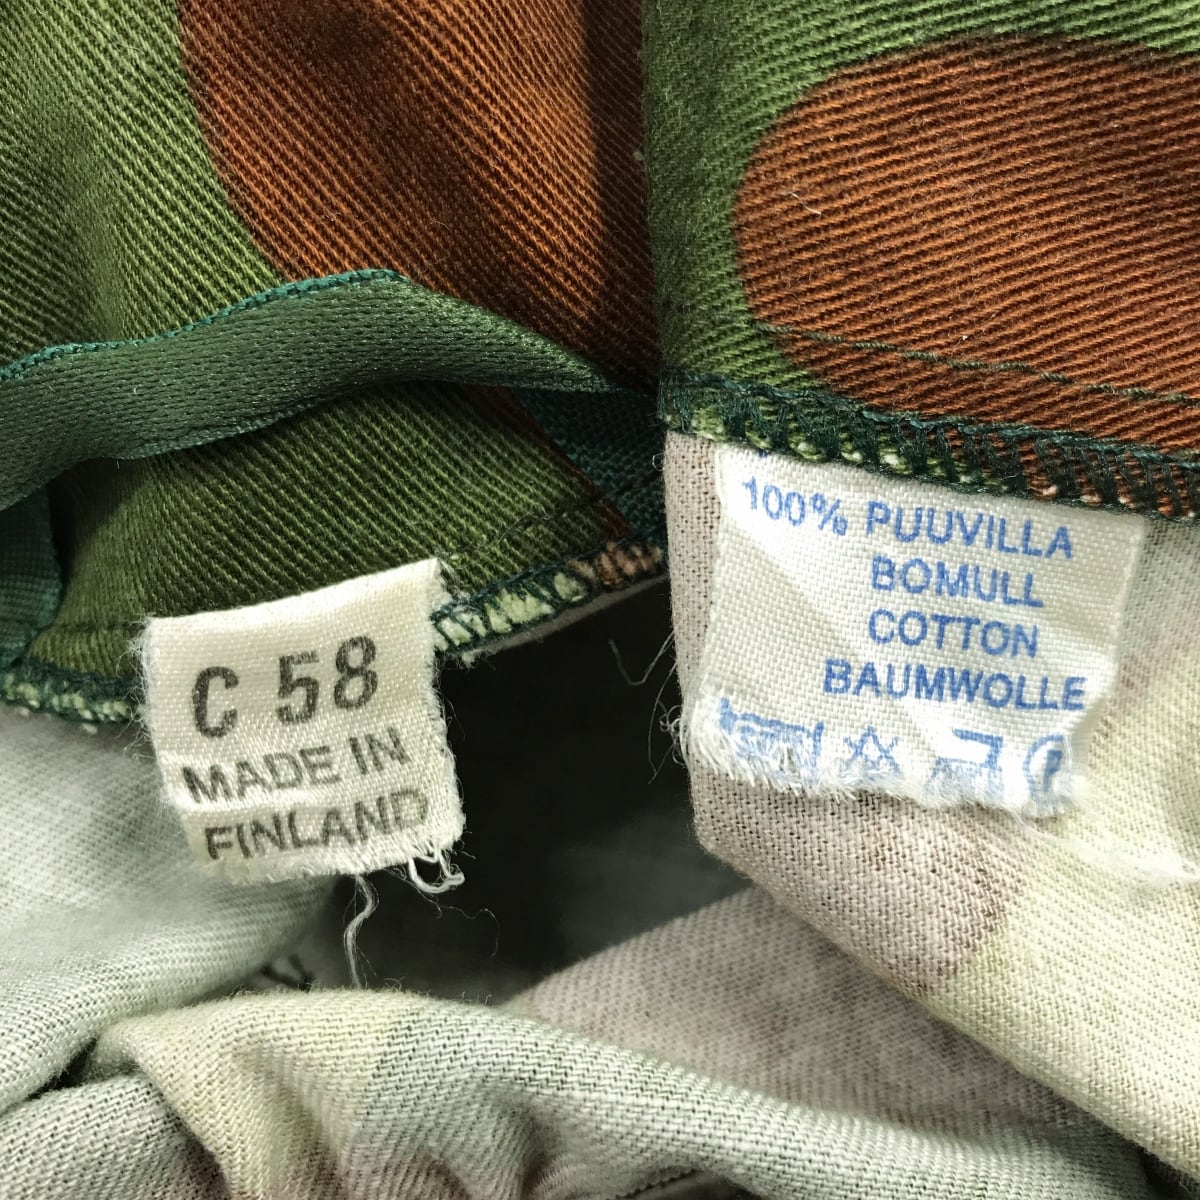 C 58
MADE IN
FINLAND
100% PUUVILLA
BOMULL
COTTON
BAUMWOLLE
P